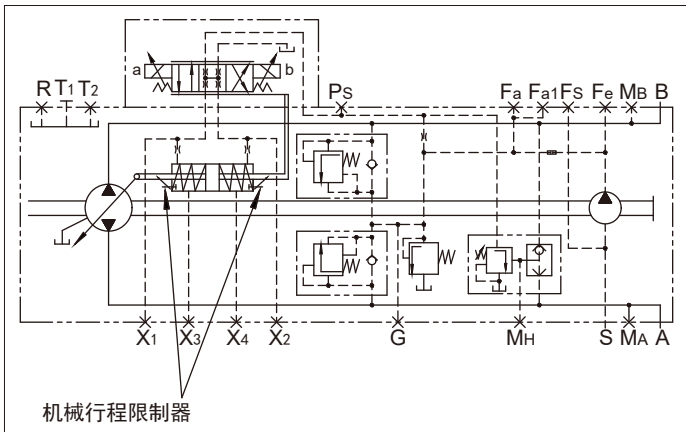 a b
R T1 T2 PS Fa Fa1 FS Fe MB B
X1 X3 X4 X2 G MH S MA A
机械行程限制器